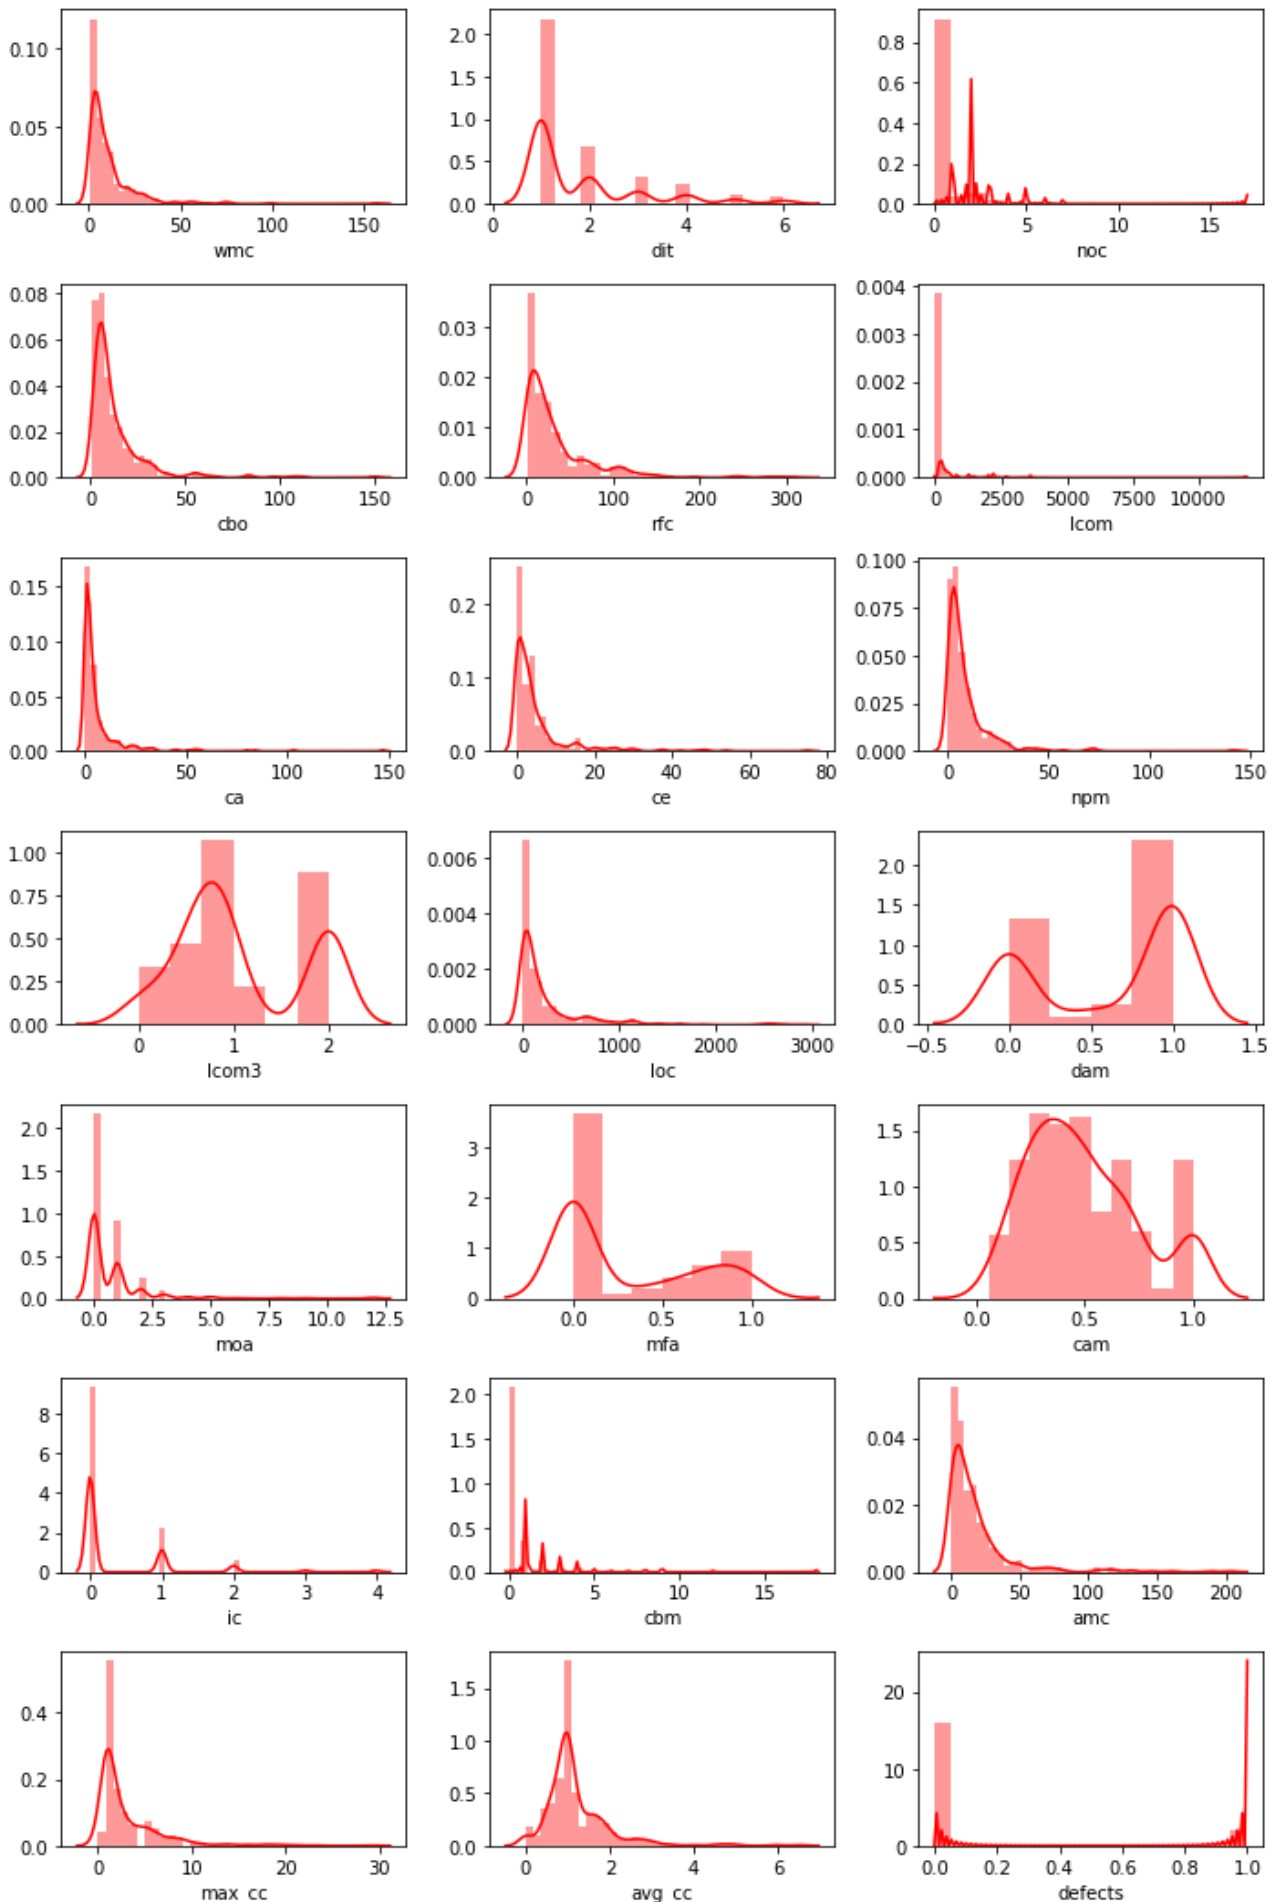 0.10
0.05
0.00
0 50 100 150
wmc
2.0
1.5
1.0
0.5
0.0
0 2 4 6
dit
0.8
0.6
0.4
0.2
0.0
0 5 10 15
noc
0.08
0.06
0.04
0.02
0.00
0 50 100 150
cbo
0.03
0.02
0.01
0.00
0 100 200 300
rfc
0.004
0.003
0.002
0.001
0.000
0 2500 5000 7500 10000
lcom
0.15
0.10
0.05
0.00
0 50 100 150
ca
0.2
0.1
0.0
0 20 40 60 80
ce
0.100
0.075
0.050
0.025
0.000
0 50 100 150
npm
1.00
0.75
0.50
0.25
0.00
0 1 2
lcom3
0.006
0.004
0.002
0.000
0 1000 2000 3000
loc
2.0
1.5
1.0
0.5
0.0
−0.5 0.0 0.5 1.0 1.5
dam
2.0
1.5
1.0
0.5
0.0
0.0 2.5 5.0 7.5 10.0 12.5
moa
3
2
1
0
0.0 0.5 1.0
mfa
1.5
1.0
0.5
0.0
0.0 0.5 1.0
cam
8
6
4
2
0
0 1 2 3 4
ic
2.0
1.5
1.0
0.5
0.0
0 5 10 15
cbm
0.04
0.02
0.00
0 50 100 150 200
amc
0.4
0.2
0.0
0 10 20 30
max_cc
1.5
1.0
0.5
0.0
0 2 4 6
avg_cc
20
10
0
0.0 0.2 0.4 0.6 0.8 1.0
defects